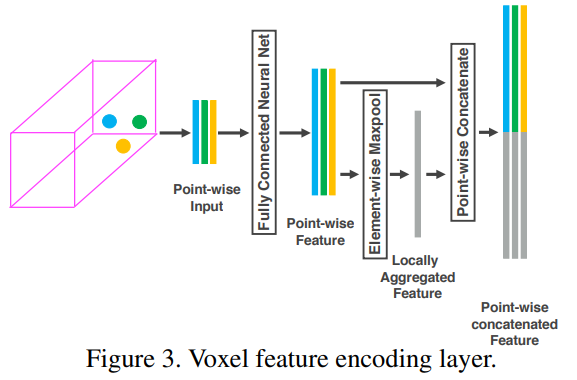 Point-wise
Input
Fully Connected Neural Net
Point-wise
Feature
Element-wise Maxpool
Locally
Aggregated
Feature
Point-wise Concatenate
Point-wise
concatenated
Feature
Figure 3. Voxel feature encoding layer.